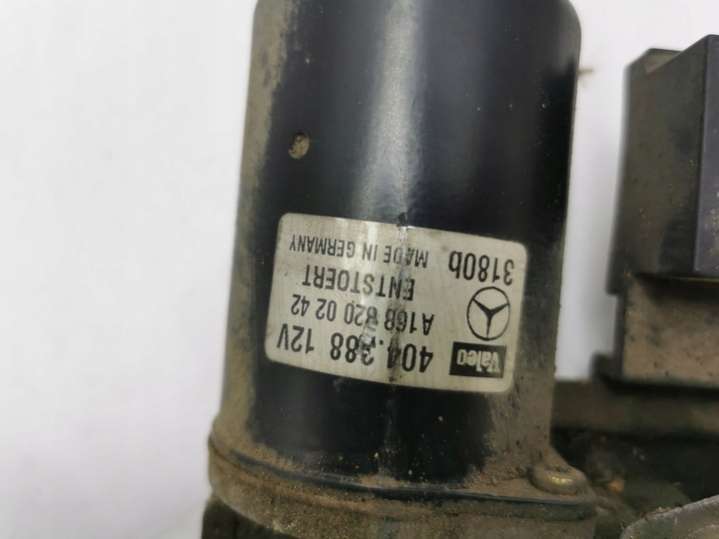 Valeo 404.388 12V
A168 820 02 42
ENTSTOERT
3180b MADE IN GERMANY